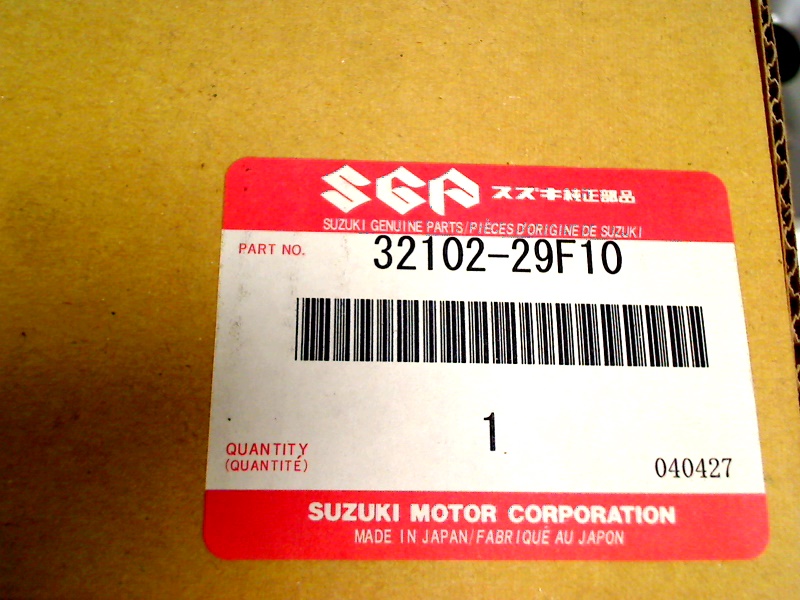 SGP スズキ純正部品
SUZUKI GENUINE PARTS/PIÈCES D'ORIGINE DE SUZUKI
PART NO. 32102-29F10
1
QUANTITY
(QUANTITÉ)
040427
SUZUKI MOTOR CORPORATION
MADE IN JAPAN/FABRIQUÉ AU JAPON